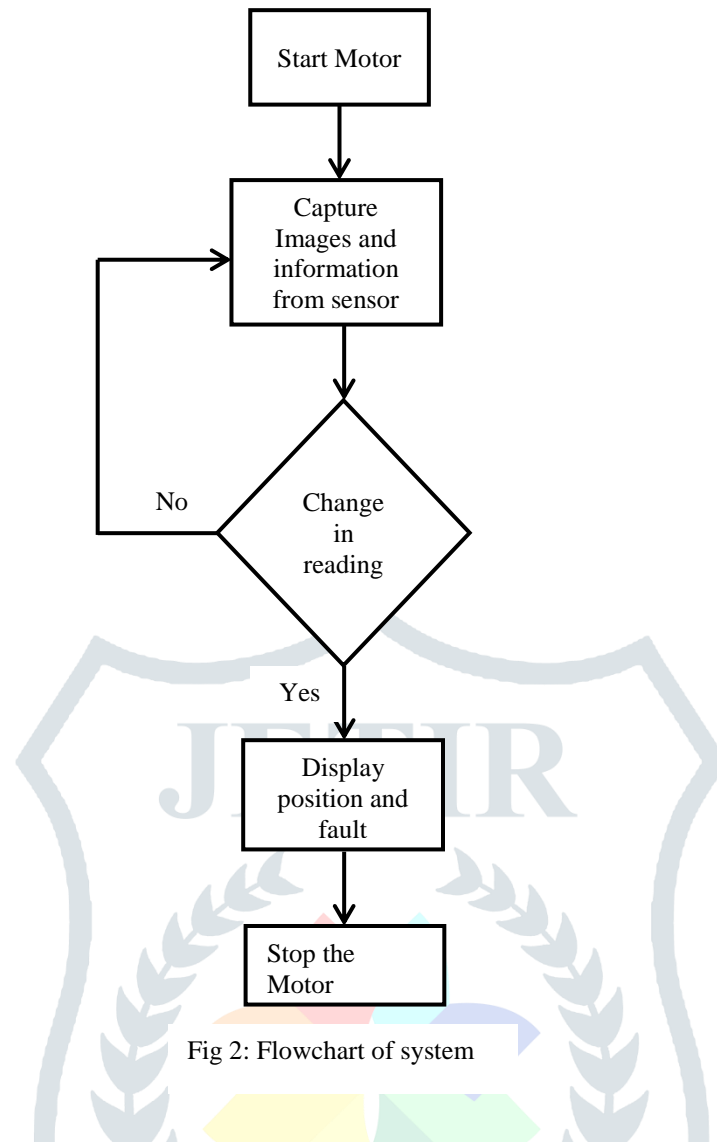 Start Motor
Capture
Images and
information
from sensor
No
Change
in
reading
Yes
JETIR
Display
position and
fault
Stop the
Motor
Fig 2: Flowchart of system